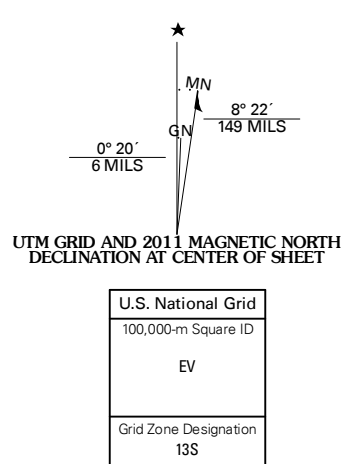 MN
8° 22´
149 MILS
GN
0° 20´
6 MILS
UTM GRID AND 2011 MAGNETIC NORTH
DECLINATION AT CENTER OF SHEET
U.S. National Grid
100,000-m Square ID
EV
Grid Zone Designation
13S